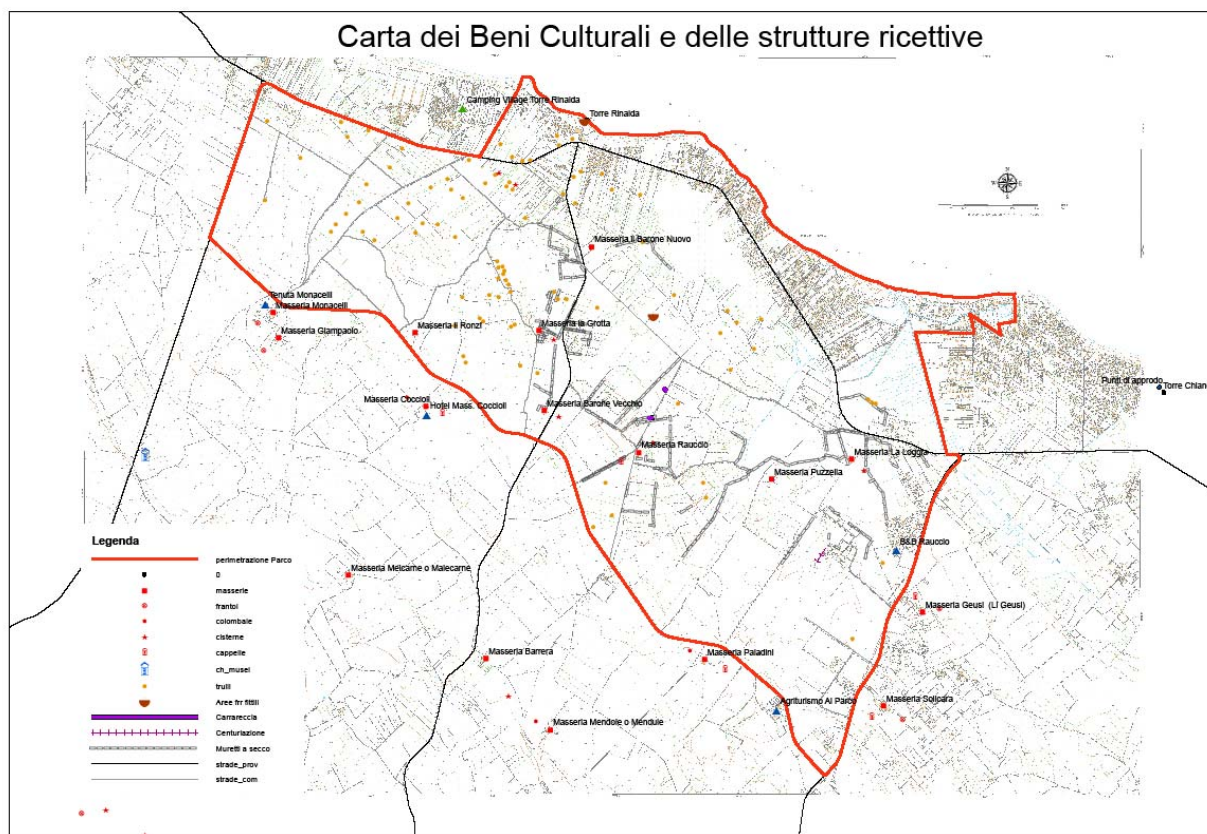 Carta dei Beni Culturali e delle strutture ricettive
Camping Village Torre Rinalda
Torre Rinalda
N
Masseria Il Barone Nuovo
Tenuta Monacelli
Masseria Monacelli
Masseria Giampaolo
Masseria li Ronzi
Masseria la Grotta
Punti di approdo
Torre Chian
Masseria Coccioli
Hotel Mass. Coccioli
Masseria Barone Vecchio
Masseria Rauccio
Masseria La Loggia
Masseria Puzzella
B&B Rauccio
Masseria Melcarne o Malecarne
Masseria Geusi (Li Geusi)
Masseria Barrera
Masseria Paladini
Agriturismo Al Parco
Masseria Solicara
Masseria Mendole o Mendule
Legenda
perimetrazione Parco
0
masserie
frantoi
colombaie
cisterne
cappelle
ch_musei
trulli
Aree frr fittili
Carrareccia
Centuriazione
Muretti a secco
strade_prov
strade_com